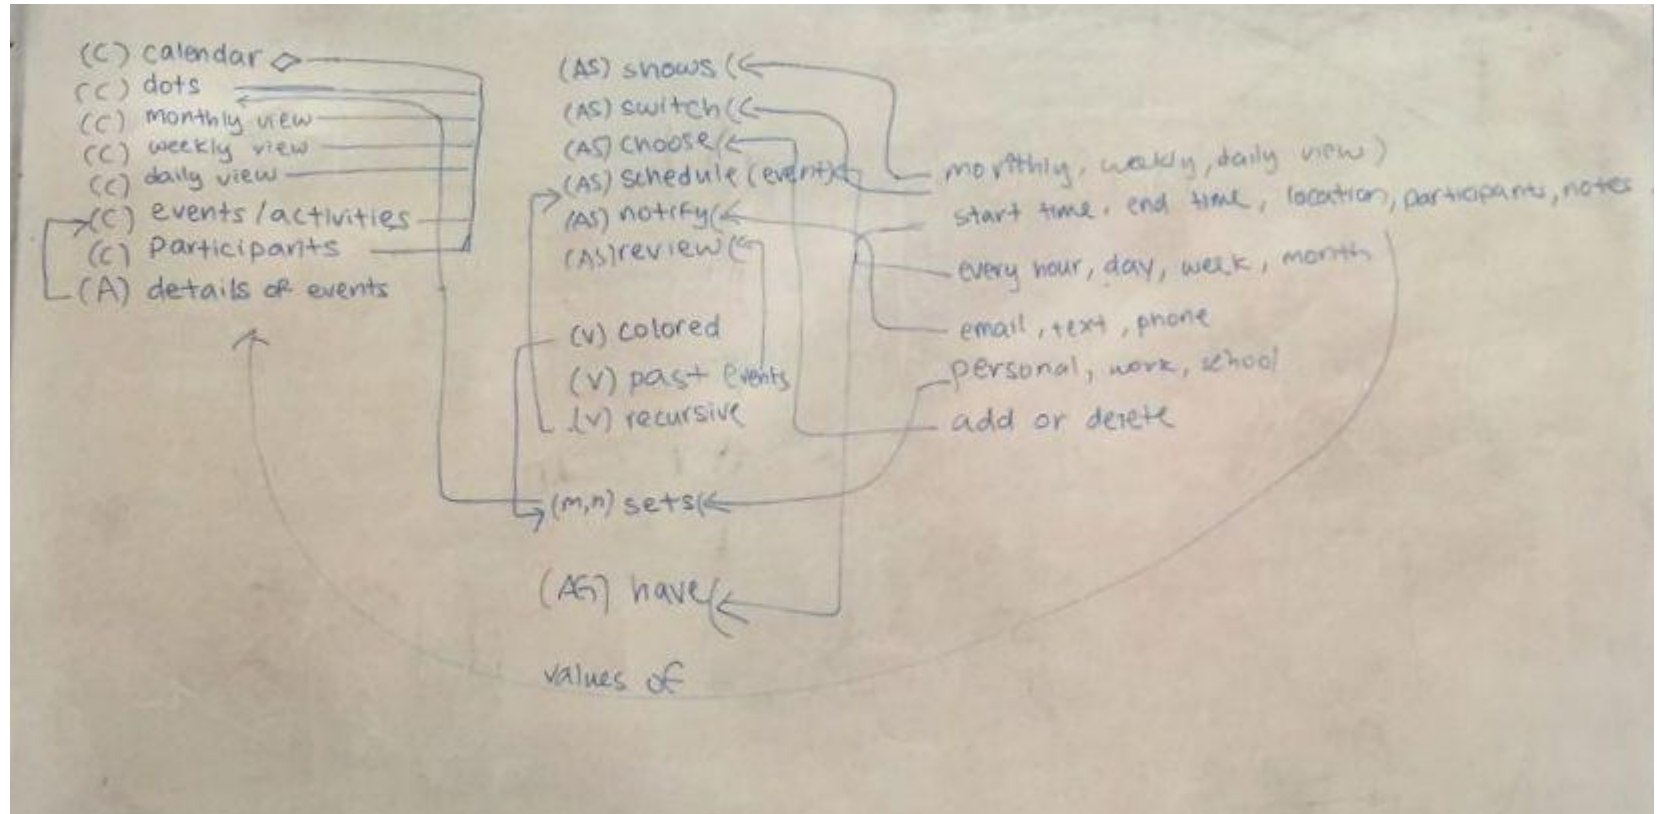 (C) calendar
(C) dots
(C) monthly view
(C) weekly view
(C) daily view
(C) events/activities
(C) Participants
(A) details of events
(AS) shows (
(AS) switch (
(AS) choose (
(AS) schedule (event)
(AS) notify (
(AS) review (
(V) colored
(V) past events
(V) recursive
(m,n) sets (
(AS) have (
values of
monthly, weekly, daily view)
start time, end time, location, participants, notes
every hour, day, week, month
email, text, phone
personal, work, school
add or delete